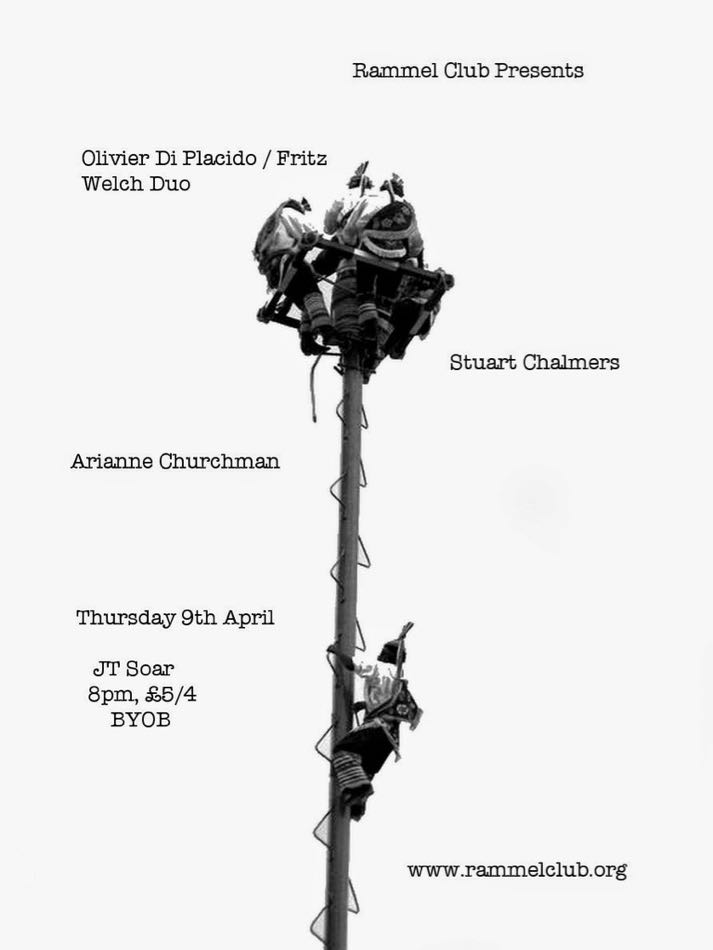 Rammel Club Presents
Olivier Di Placido / Fritz
Welch Duo
Stuart Chalmers
Arianne Churchman
Thursday 9th April
JT Soar
8pm, £5/4
BYOB
www.rammelclub.org